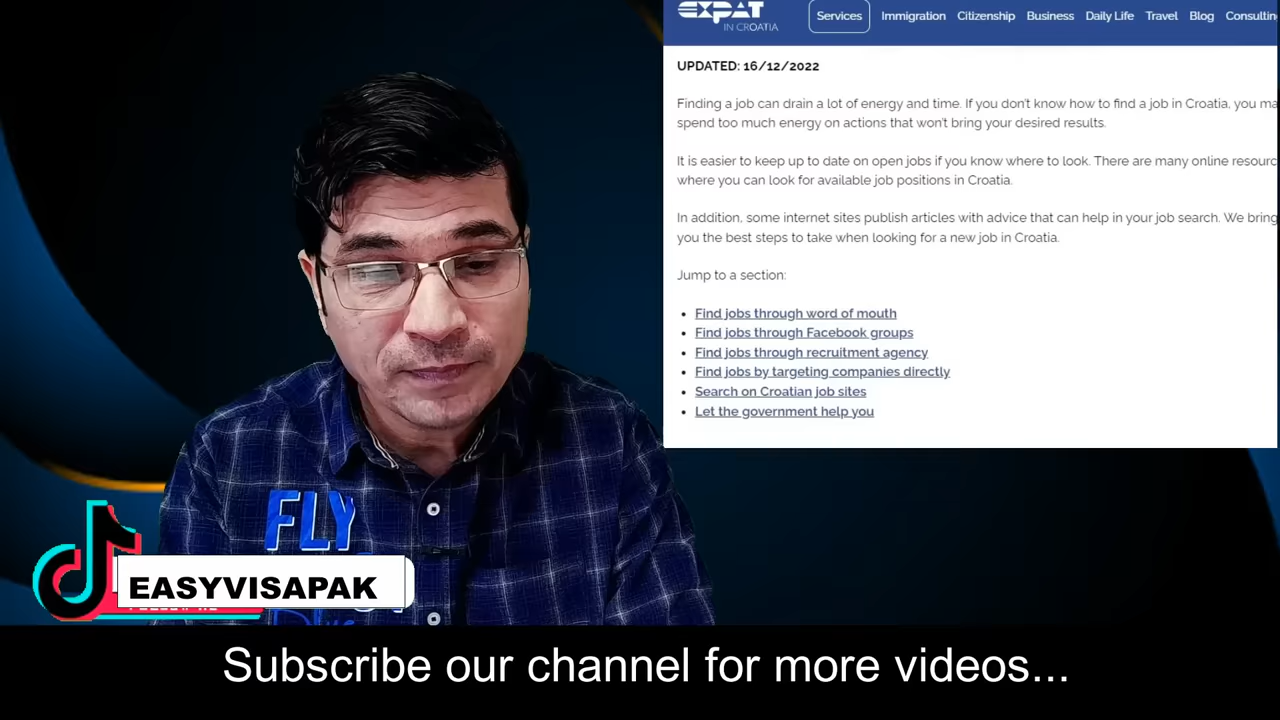 EXPAT
IN CROATIA
Services
Immigration
Citizenship
Business
Daily Life
Travel
Blog
Consulting
UPDATED: 16/12/2022
Finding a job can drain a lot of energy and time. If you don't know how to find a job in Croatia, you ma
spend too much energy on actions that won't bring your desired results.
It is easier to keep up to date on open jobs if you know where to look. There are many online resourc
where you can look for available job positions in Croatia.
In addition, some internet sites publish articles with advice that can help in your job search. We bring
you the best steps to take when looking for a new job in Croatia.
Jump to a section:
• Find jobs through word of mouth
• Find jobs through Facebook groups
• Find jobs through recruitment agency
• Find jobs by targeting companies directly
• Search on Croatian job sites
• Let the government help you
FLY
EASYVISAPAK
Subscribe our channel for more videos...